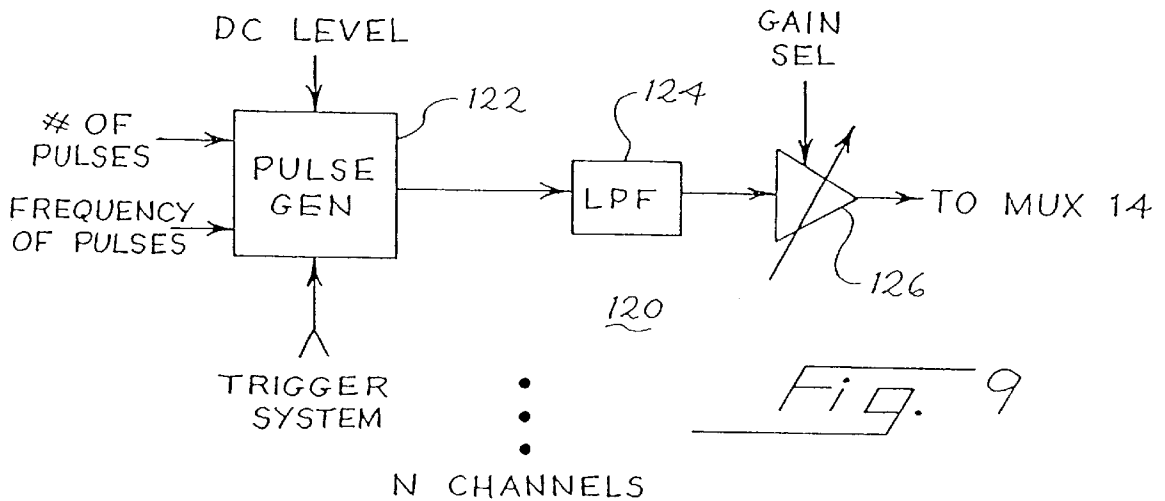 DC LEVEL
GAIN
SEL
122
124
# OF
PULSES
PULSE
GEN
LPF
TO MUX 14
FREQUENCY
OF PULSES
126
120
TRIGGER
SYSTEM
Fig. 9
N CHANNELS